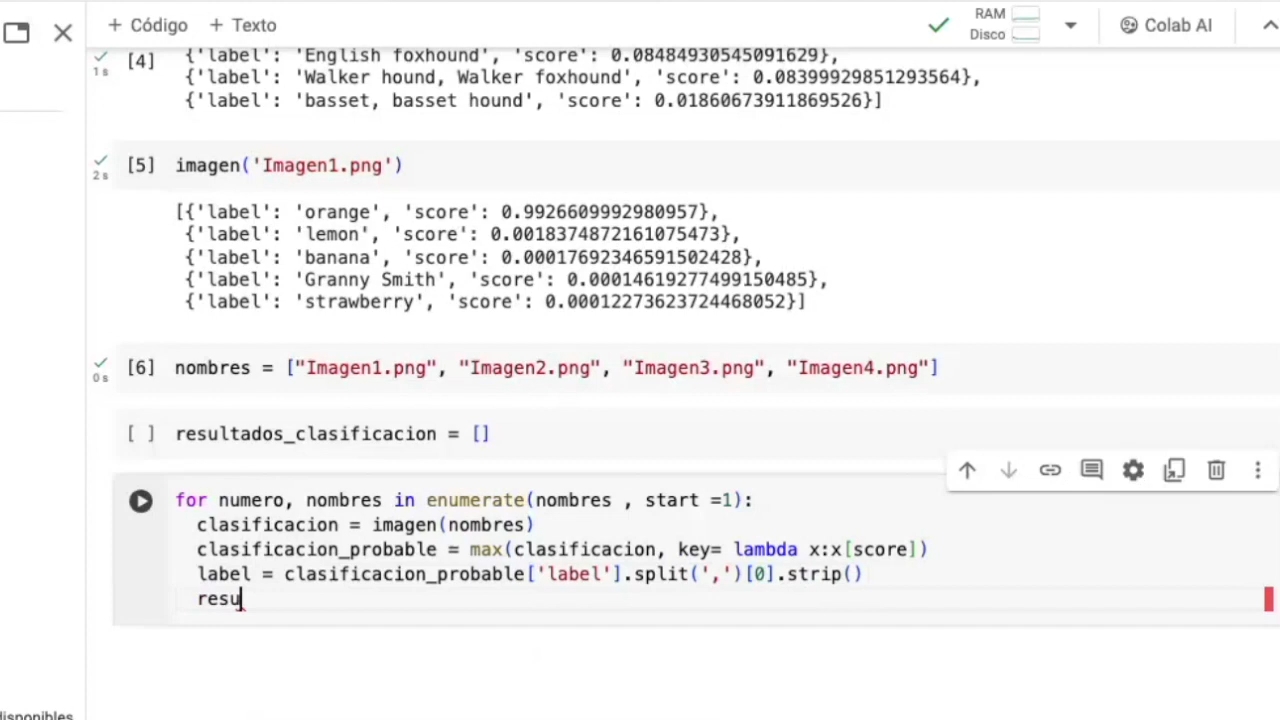 + Código + Texto
RAM
Disco
Colab AI
[4] {'label': 'English foxhound', 'score': 0.08484930545091629},
1s
{'label': 'Walker hound, Walker foxhound', 'score': 0.08399929851293564},
{'label': 'basset, basset hound', 'score': 0.01860673911869526}]
[5] imagen('Imagen1.png')
2s
[{'label': 'orange', 'score': 0.9926609992980957},
{'label': 'lemon', 'score': 0.0018374872161075473},
{'label': 'banana', 'score': 0.00017692346591502428},
{'label': 'Granny Smith', 'score': 0.00014619277499150485},
{'label': 'strawberry', 'score': 0.00012273623724468052}]
[6] nombres = ["Imagen1.png", "Imagen2.png", "Imagen3.png", "Imagen4.png"]
0s
[ ] resultados_clasificacion = []
for numero, nombres in enumerate(nombres , start =1):
clasificacion = imagen(nombres)
clasificacion_probable = max(clasificacion, key= lambda x:x[score])
label = clasificacion_probable['label'].split(',')[0].strip()
resu
disponibles